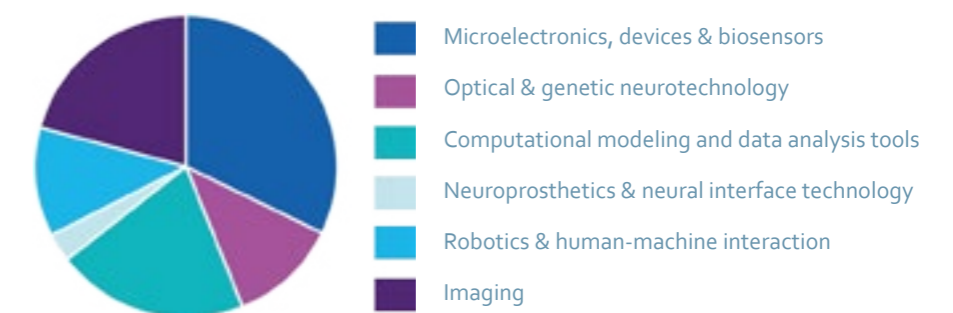 Microelectronics, devices & biosensors
Optical & genetic neurotechnology
Computational modeling and data analysis tools
Neuroprosthetics & neural interface technology
Robotics & human-machine interaction
Imaging